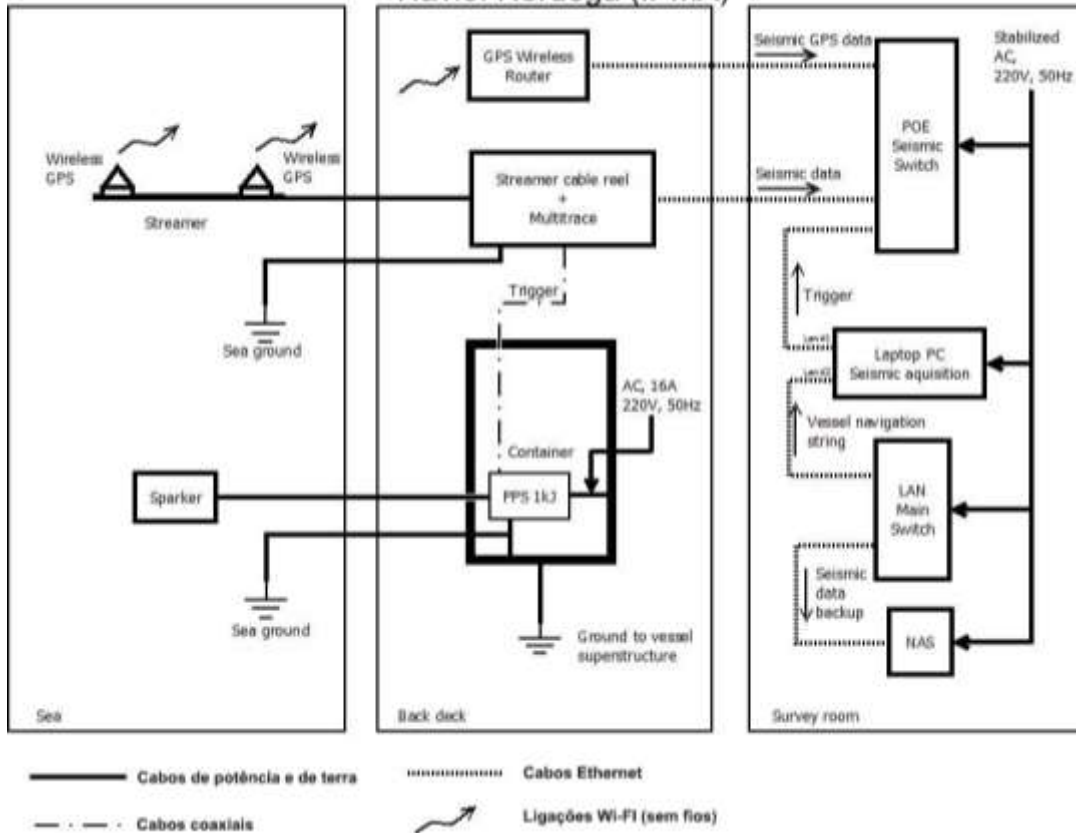 GPS Wireless
Router
Wireless
GPS
Wireless
GPS
Streamer
Streamer cable reel
+
Multitrace
Trigger
Sea ground
AC, 16A
220V, 50Hz
Container
PPS 1kJ
Sparker
Sea ground
Ground to vessel
superstructure
Seismic GPS data
Stabilized
AC,
220V, 50Hz
POE
Seismic
Switch
Seismic data
Trigger
Laptop PC
Seismic aquisition
Vessel navigation
string
LAN
Main
Switch
Seismic
data
backup
NAS
Sea
Back deck
Survey room
Cabos de potência e de terra
Cabos Ethernet
Cabos coaxiais
Ligações Wi-FI (sem fios)